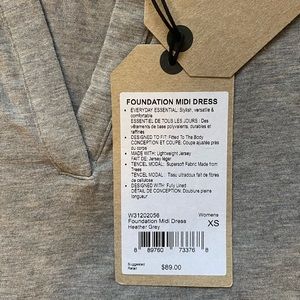 FOUNDATION MIDI DRESS
• EVERYDAY ESSENTIAL: Stylish, versatile &
comfortable
ESSENTIEL DE TOUS LES JOURS : Des
vêtements de base polyvalents, durables et
raffinés
• DESIGNED TO FIT: Fitted To The Body
CONCEPTION ET COUPE: Coupe ajustée près
du corps
• MADE WITH: Lightweight Jersey
FAIT DE: Jersey léger
• TENCEL MODAL: Supersoft Fabric Made from
Trees
TENCEL MODAL : Tissu ultradoux fait de fibres
de cellulose
• DESIGNED WITH: Fully Lined
DÉTAIL DE CONCEPTION: Doublure pleine
longueur
W31202056
Foundation Midi Dress
Heather Grey
Womens
XS
8 89760 73376 8
Suggested
Retail
$89.00